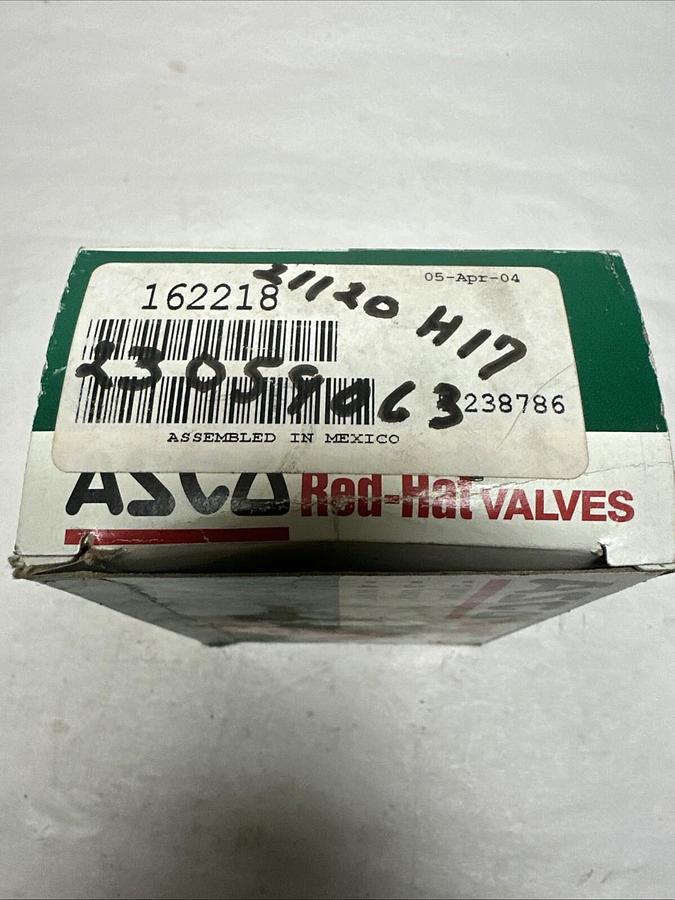 05-Apr-04
162218
21120 H17
23059063
238786
ASSEMBLED IN MEXICO
ASCO Red-Hat VALVES